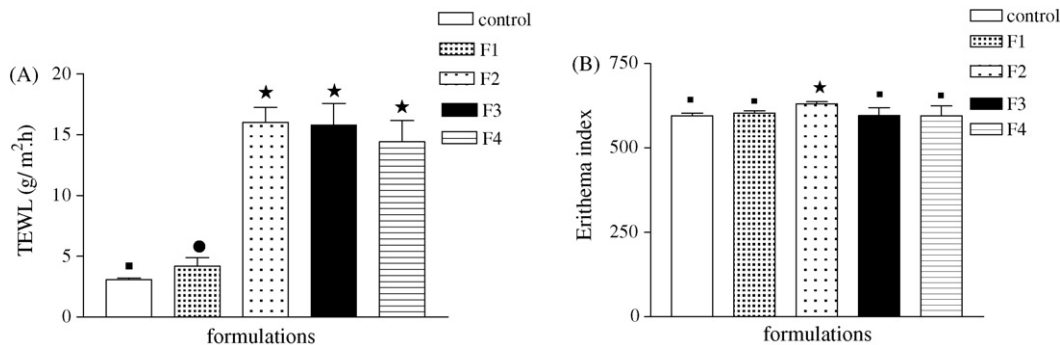 (A)
TEWL (g/ m².h)
20
15
10
5
0
formulations
control
F1
F2
F3
F4
(B)
Erithema index
750
500
250
0
formulations
control
F1
F2
F3
F4